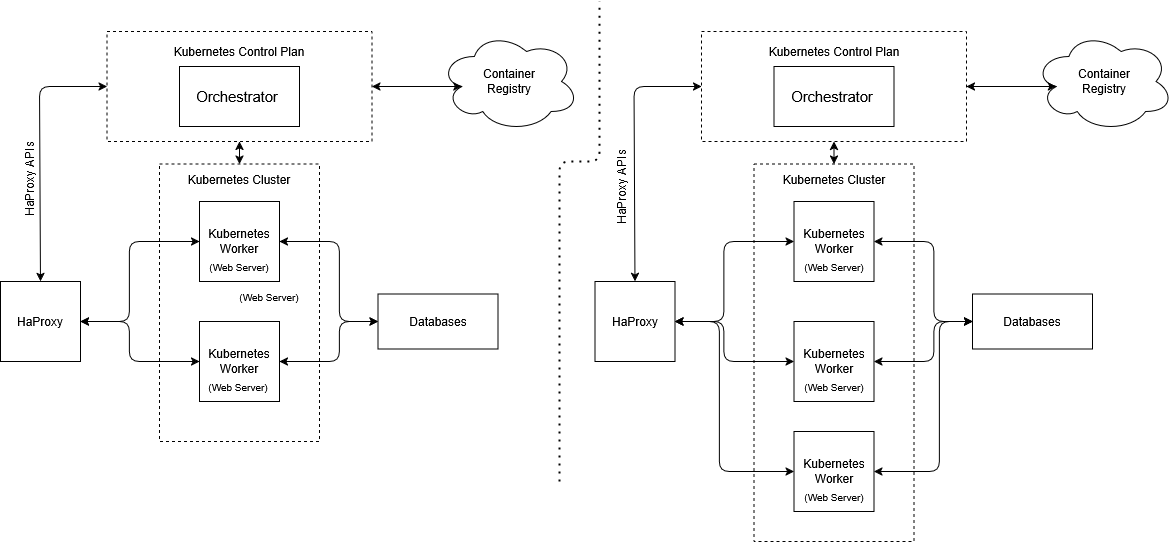 Kubernetes Control Plan
Orchestrator
Container
Registry
HaProxy APIs
Kubernetes Cluster
Kubernetes
Worker
(Web Server)
(Web Server)
HaProxy
Databases
Kubernetes
Worker
(Web Server)
Kubernetes Control Plan
Orchestrator
Container
Registry
HaProxy APIs
Kubernetes Cluster
Kubernetes
Worker
(Web Server)
HaProxy
Databases
Kubernetes
Worker
(Web Server)
Kubernetes
Worker
(Web Server)